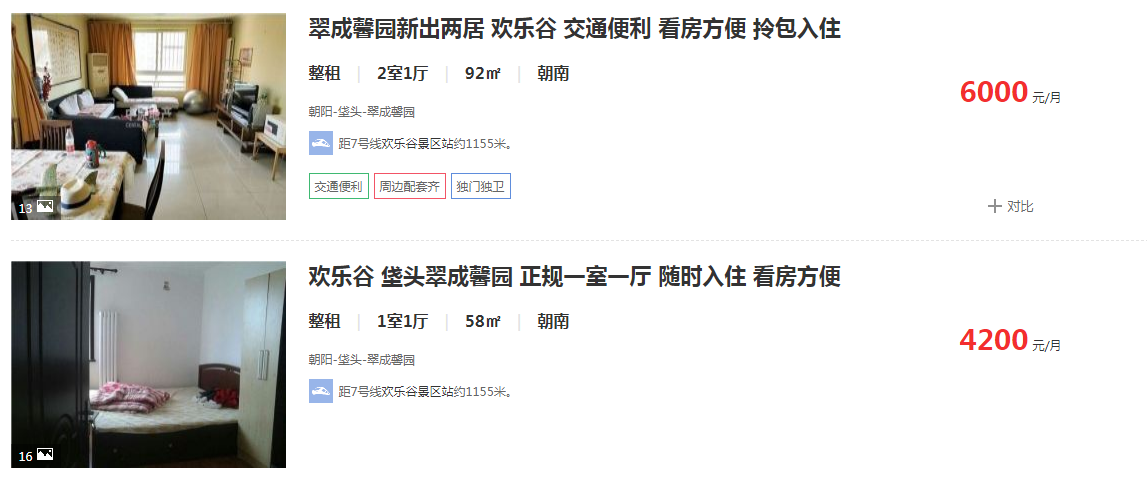 翠成馨园新出两居 欢乐谷 交通便利 看房方便 拎包入住
整租 | 2室1厅 | 92㎡ | 朝南
6000 元/月
朝阳-垡头-翠成馨园
距7号线欢乐谷景区站约1155米。
交通便利 周边配套齐 独门独卫
13
对比
欢乐谷 垡头翠成馨园 正规一室一厅 随时入住 看房方便
整租 | 1室1厅 | 58㎡ | 朝南
4200 元/月
朝阳-垡头-翠成馨园
距7号线欢乐谷景区站约1155米。
16